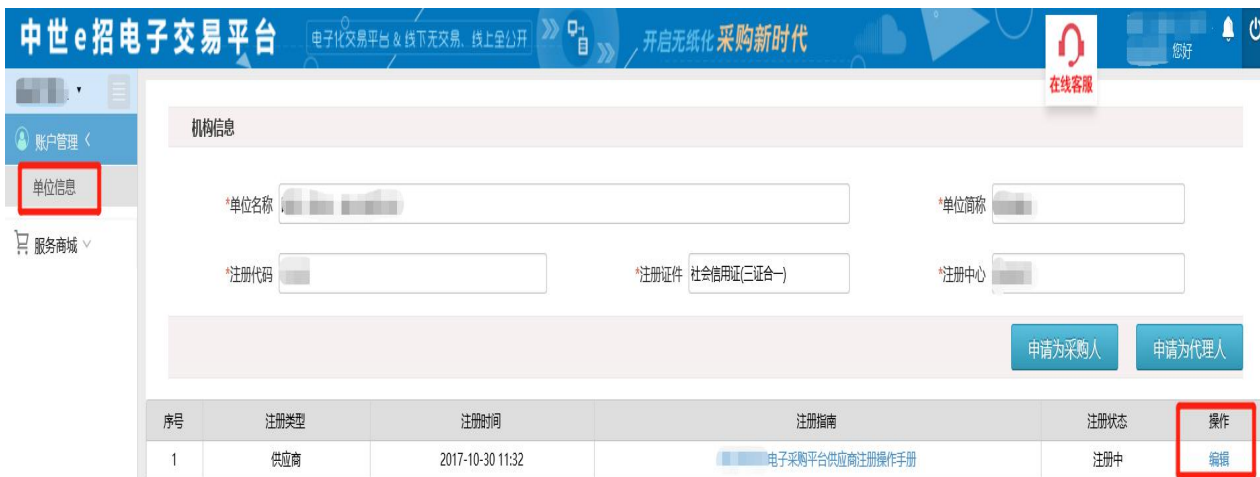 中世e招电子交易平台 电子化交易平台 & 线下无交易、线上全公开 开启无纸化 采购新时代
您好
在线客服
机构信息
账户管理
单位信息
*单位名称 *单位简称
服务商城
*注册代码 *注册证件 社会信用证(三证合一) *注册中心
申请为采购人 申请为代理人
序号 注册类型 注册时间 注册指南 注册状态 操作
1 供应商 2017-10-30 11:32 电子采购平台供应商注册操作手册 注册中 编辑